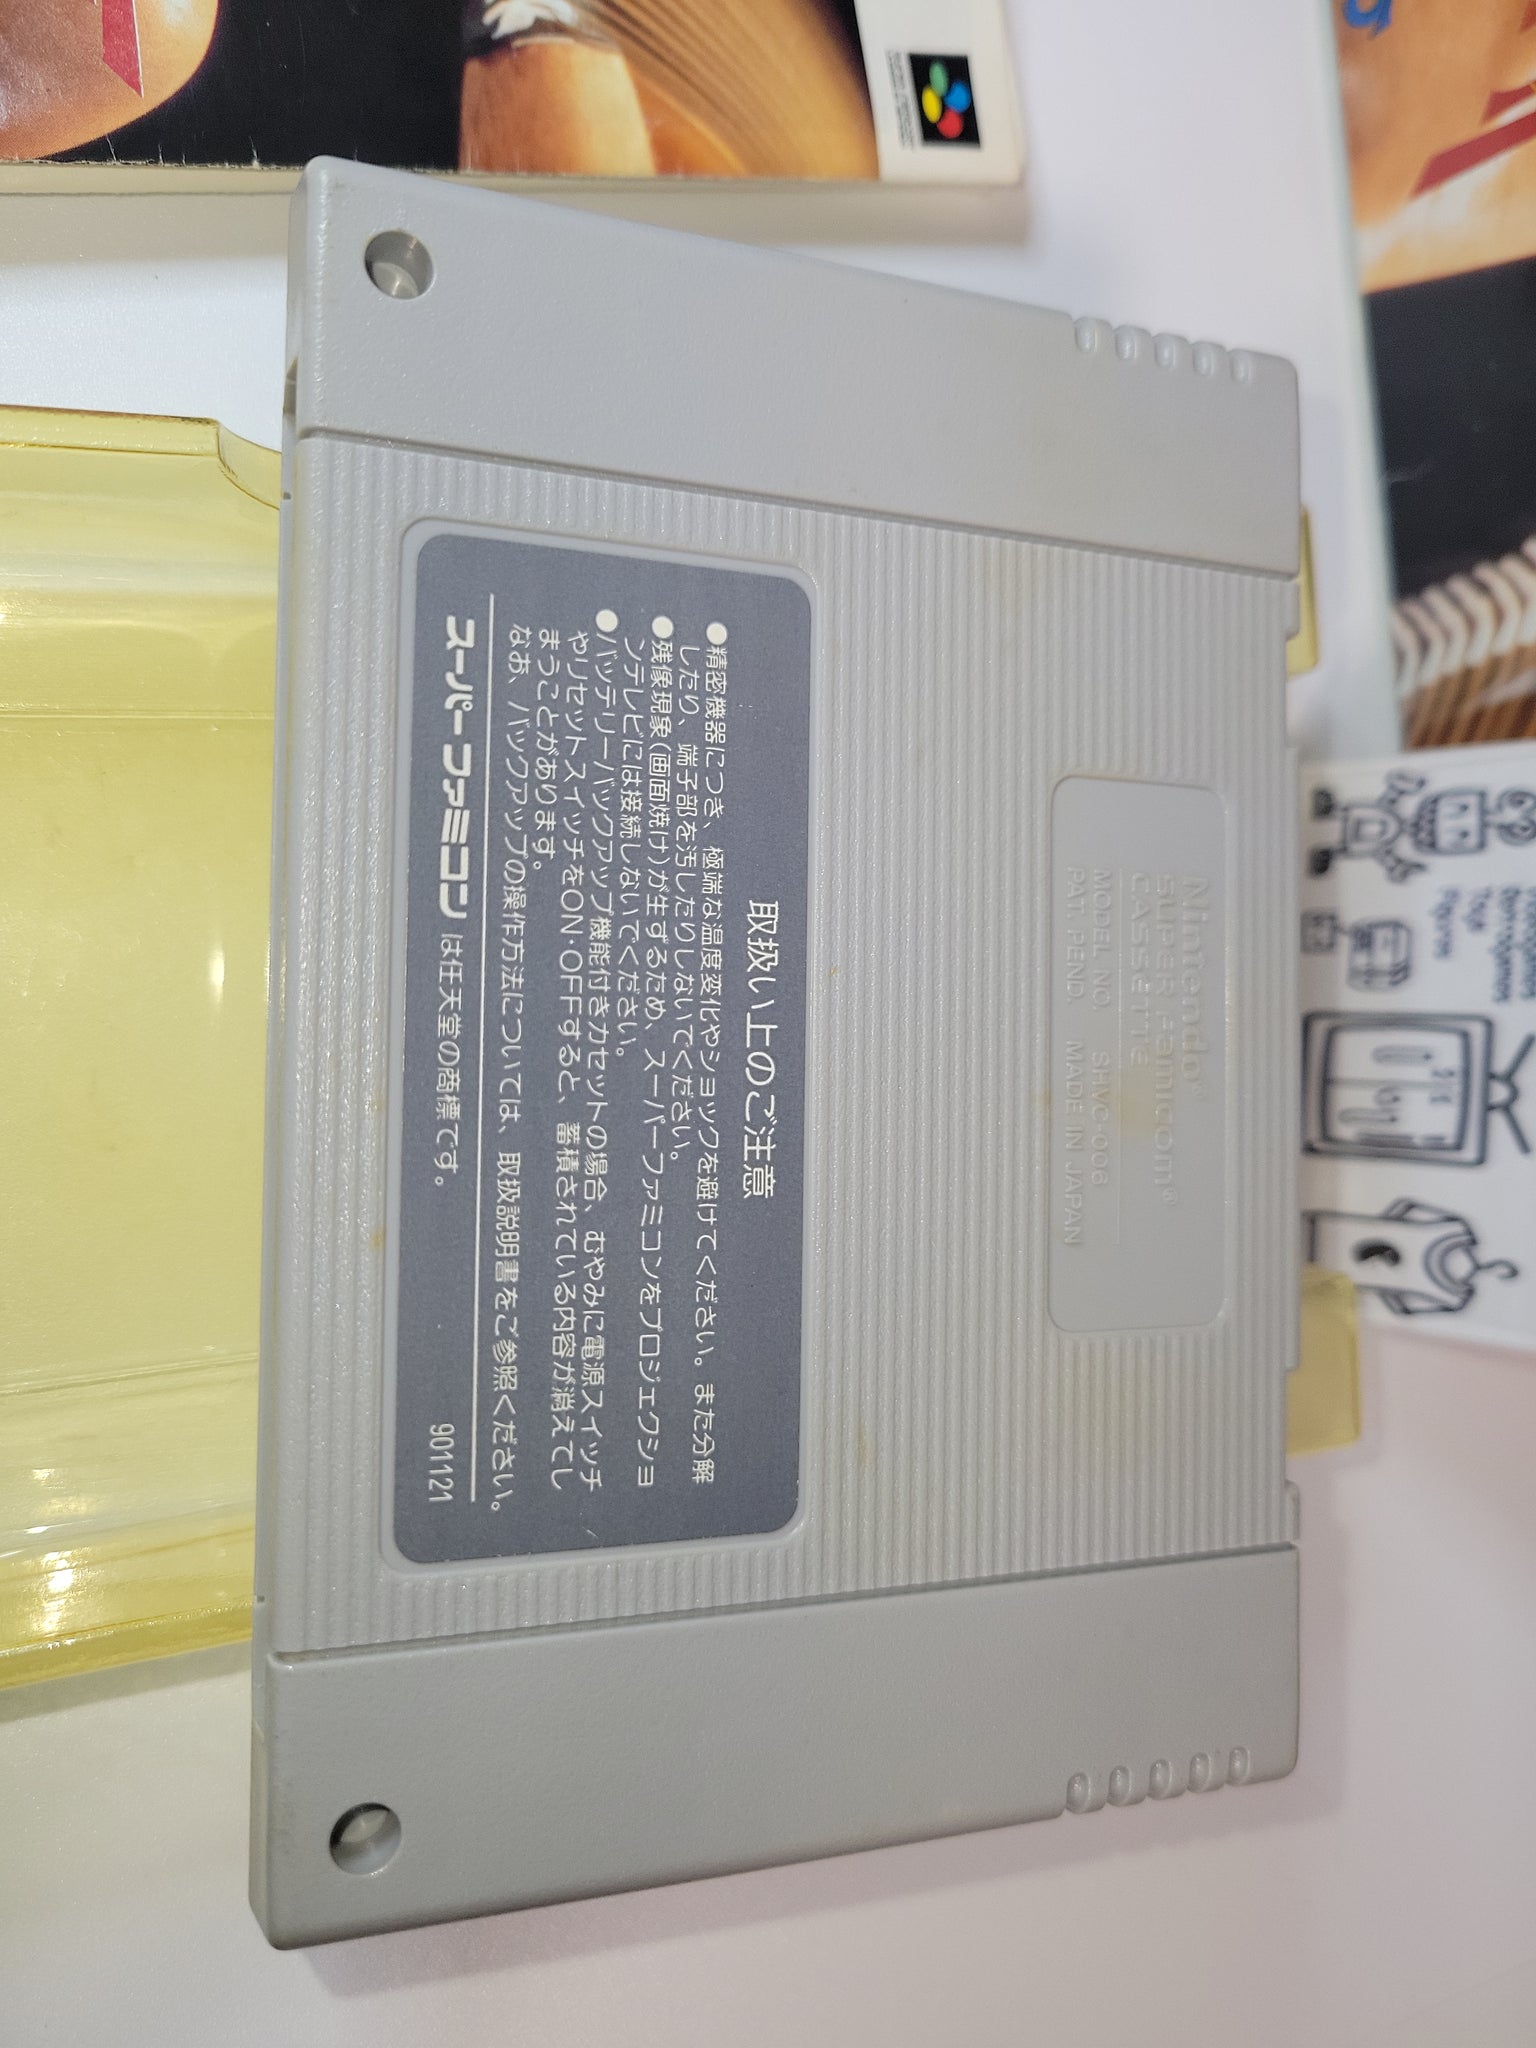 Nintendo®
SUPER Famicom®
CASSETTE
MODEL NO. SHVC-006
PAT. PEND. MADE IN JAPAN
取扱い上のご注意
●精密機器につき、極端な温度変化やショックを避けてください。また分解
したり、端子部を汚したりしないでください。
●残像現象(画面焼け)が生ずるため、スーパーファミコンをプロジェクショ
ンテレビには接続しないでください。
●バッテリーバックアップ機能付きカセットの場合、むやみに電源スイッチ
やリセットスイッチをON・OFFすると、蓄積されている内容が消えてし
まうことがあります。
なお、バックアップの操作方法については、取扱説明書をご参照ください。
スーパーファミコンは任天堂の商標です。
901121